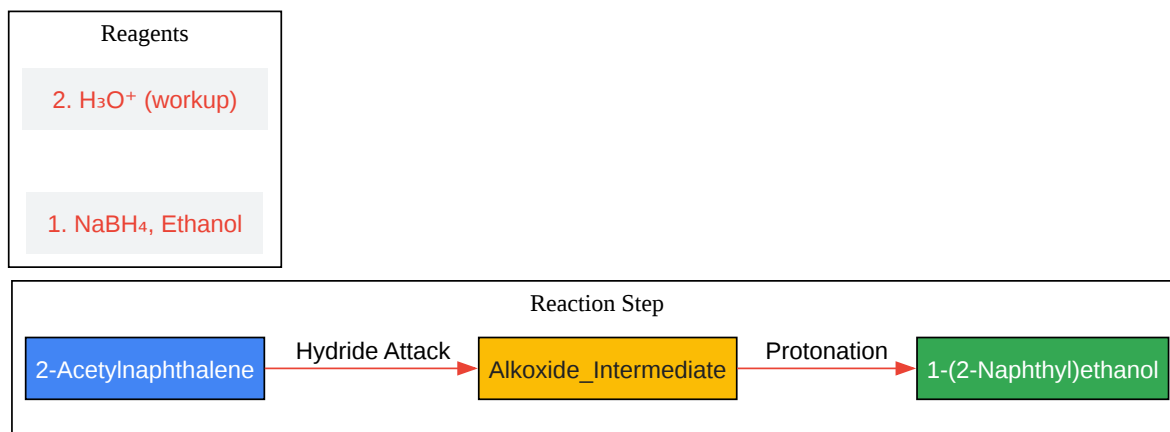 Reagents
2. H₃O⁺ (workup)
1. NaBH₄, Ethanol
Reaction Step
2-Acetylnaphthalene
Hydride Attack
Alkoxide_Intermediate
Protonation
1-(2-Naphthyl)ethanol